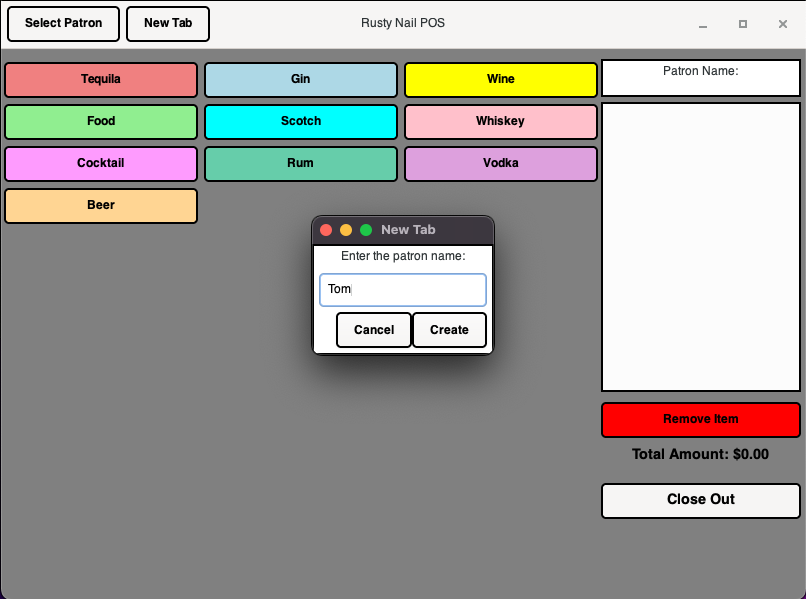 Select Patron New Tab Rusty Nail POS
Tequila Gin Wine Patron Name:
Food Scotch Whiskey
Cocktail Rum Vodka
Beer
New Tab
Enter the patron name:
Tom
Cancel Create
Remove Item
Total Amount: $0.00
Close Out